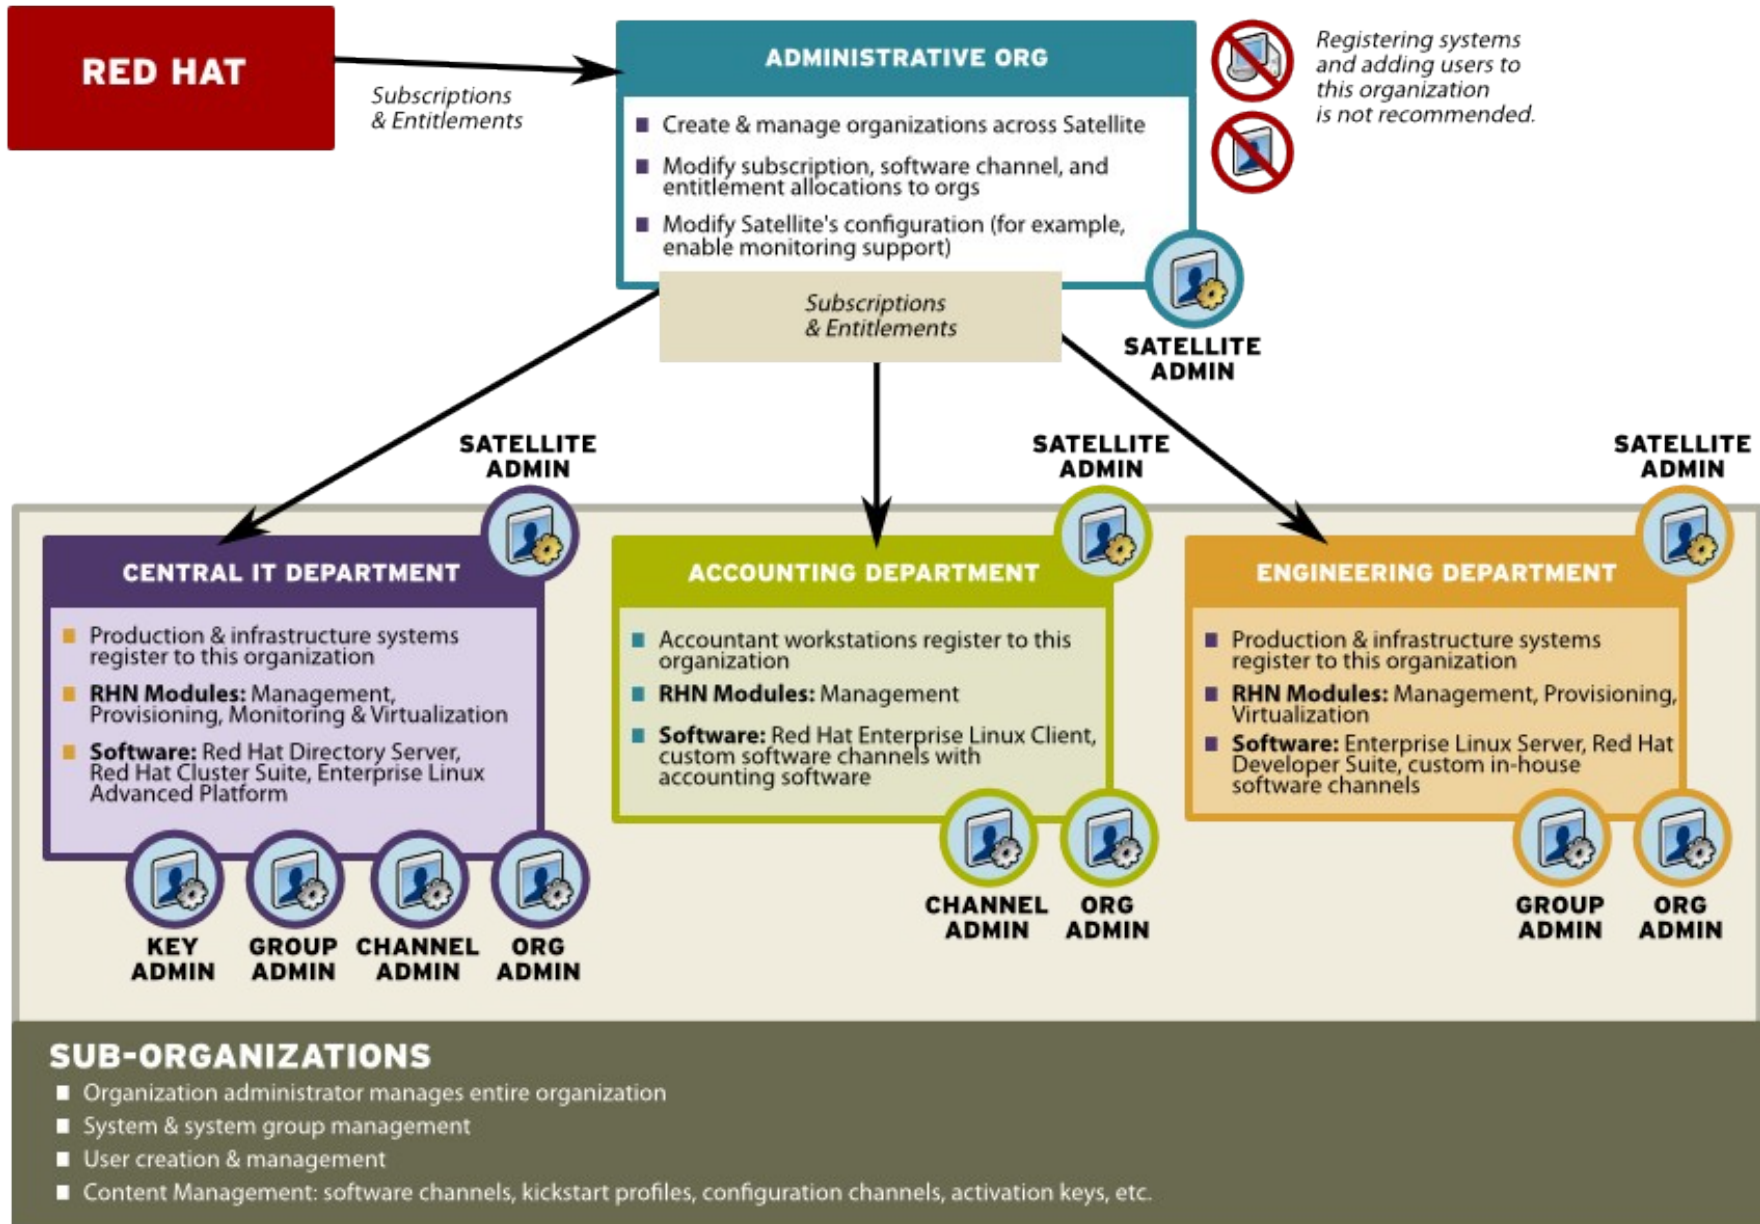 RED HAT
Subscriptions
& Entitlements
ADMINISTRATIVE ORG
Create & manage organizations across Satellite
Modify subscription, software channel, and
entitlement allocations to orgs
Modify Satellite's configuration (for example,
enable monitoring support)
Registering systems
and adding users to
this organization
is not recommended.
Subscriptions
& Entitlements
SATELLITE
ADMIN
SATELLITE
ADMIN
CENTRAL IT DEPARTMENT
Production & infrastructure systems
register to this organization
RHN Modules: Management,
Provisioning, Monitoring & Virtualization
Software: Red Hat Directory Server,
Red Hat Cluster Suite, Enterprise Linux
Advanced Platform
KEY
ADMIN
GROUP
ADMIN
CHANNEL
ADMIN
ORG
ADMIN
SATELLITE
ADMIN
ACCOUNTING DEPARTMENT
Accountant workstations register to this
organization
RHN Modules: Management
Software: Red Hat Enterprise Linux Client,
custom software channels with
accounting software
CHANNEL
ADMIN
ORG
ADMIN
SATELLITE
ADMIN
ENGINEERING DEPARTMENT
Production & infrastructure systems
register to this organization
RHN Modules: Management, Provisioning,
Virtualization
Software: Enterprise Linux Server, Red Hat
Developer Suite, custom in-house
software channels
GROUP
ADMIN
ORG
ADMIN
SUB-ORGANIZATIONS
Organization administrator manages entire organization
System & system group management
User creation & management
Content Management: software channels, kickstart profiles, configuration channels, activation keys, etc.